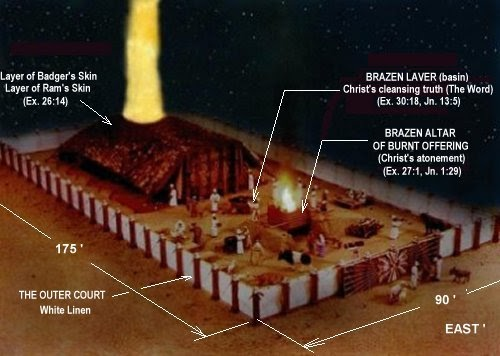 Layer of Badger's Skin
Layer of Ram's Skin
(Ex. 26:14)
BRAZEN LAVER (basin)
Christ's cleansing truth (The Word)
(Ex. 30:18, Jn. 13:5)
BRAZEN ALTAR
OF BURNT OFFERING
(Christ's atonement)
(Ex. 27:1, Jn. 1:29)
175 '
THE OUTER COURT
White Linen
90 '
EAST '